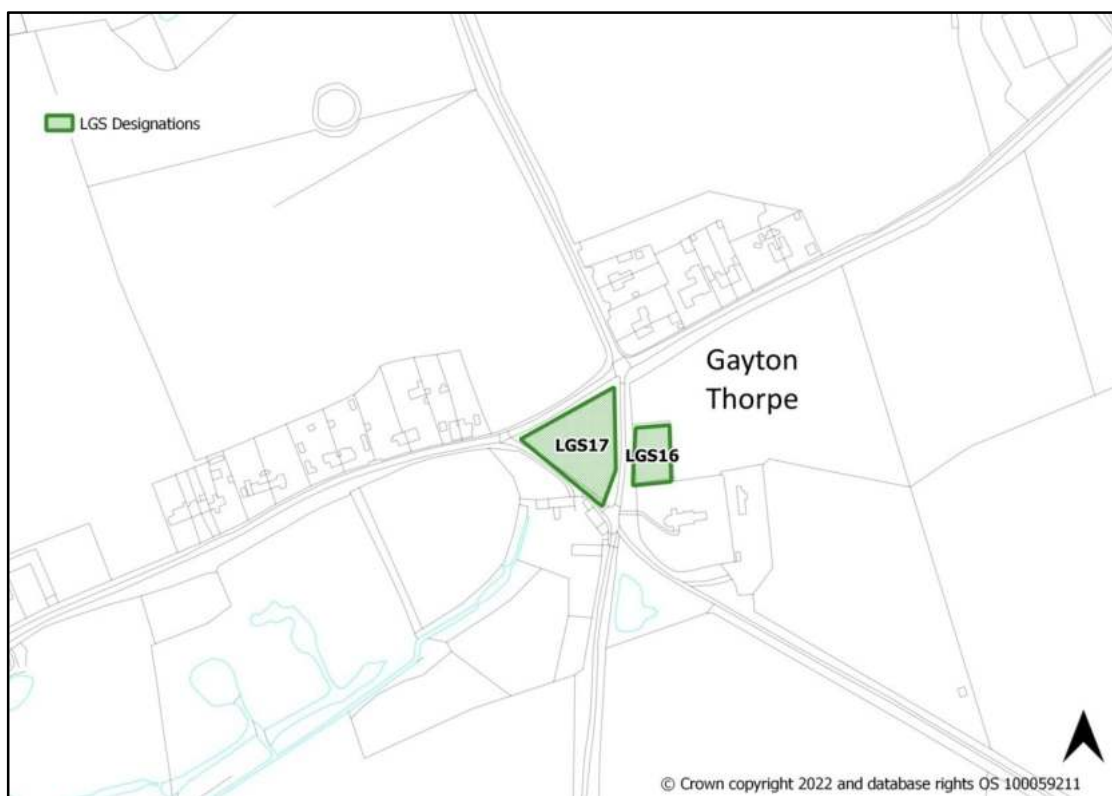 LGS Designations
Gayton
Thorpe
LGS17
LGS16
© Crown copyright 2022 and database rights OS 100059211